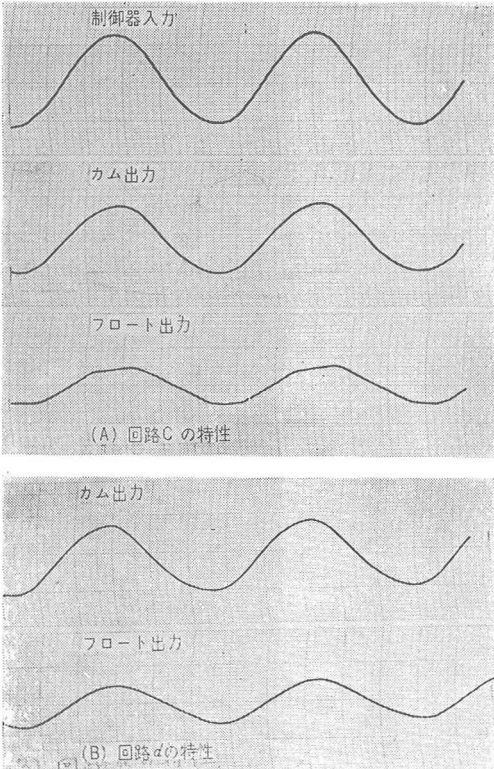 制御器入力
カム出力
フロート出力
(A) 回路C の特性
カム出力
フロート出力
(B) 回路dの特性